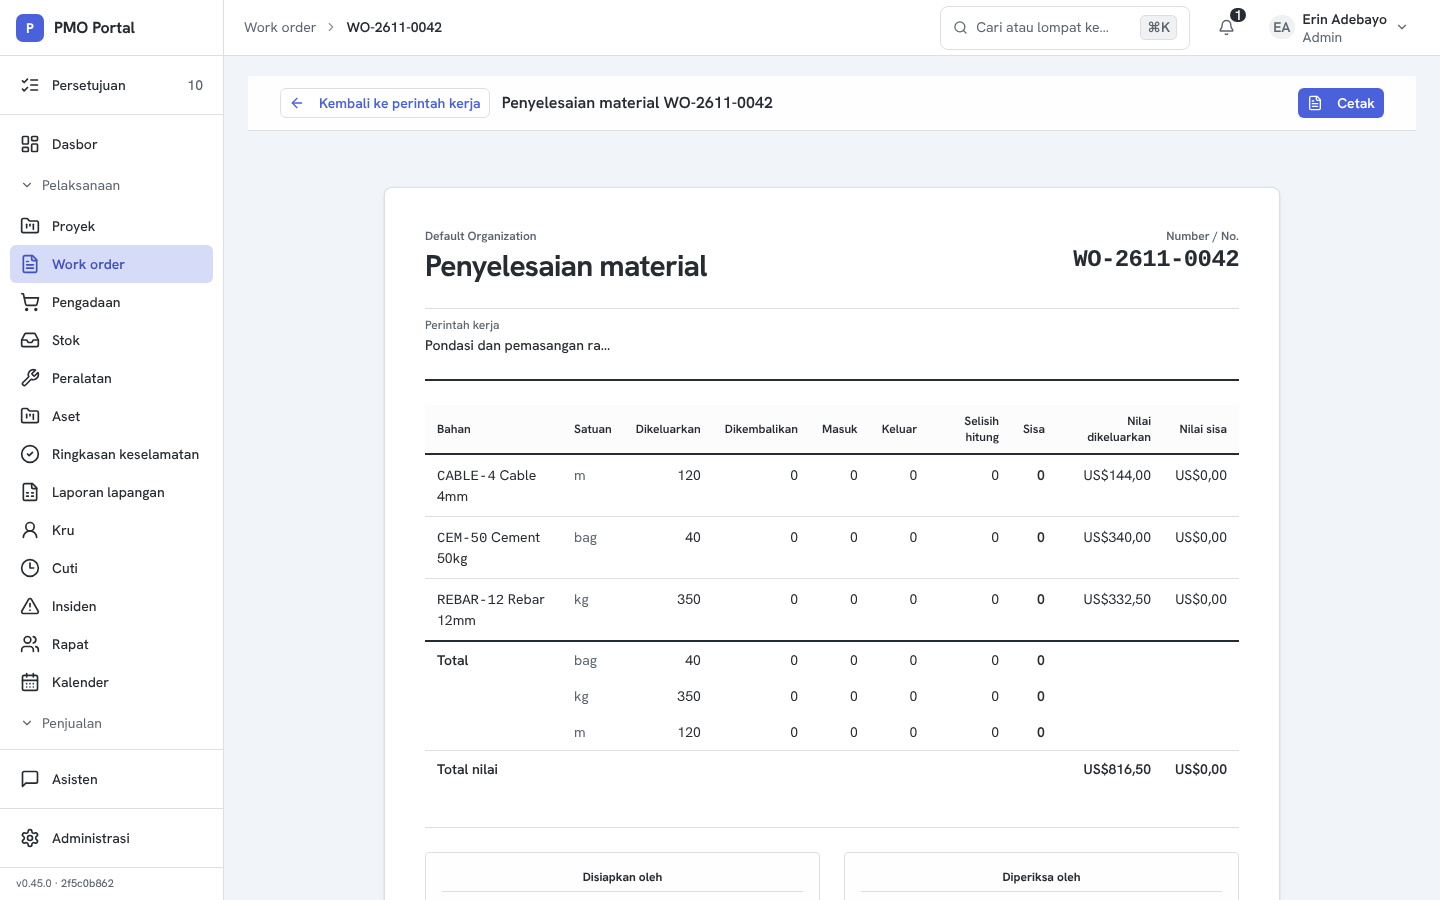 P PMO Portal
Work order > WO-2611-0042
Cari atau lompat ke... ⌘K
1
EA Erin Adebayo
Admin
Persetujuan 10
Dasbor
Pelaksanaan
Proyek
Work order
Pengadaan
Stok
Peralatan
Aset
Ringkasan keselamatan
Laporan lapangan
Kru
Cuti
Insiden
Rapat
Kalender
Penjualan
Asisten
Administrasi
v0.45.0 · 2f5c0b862
Kembali ke perintah kerja Penyelesaian material WO-2611-0042 Cetak
Default Organization Number / No.
Penyelesaian material WO-2611-0042
Perintah kerja
Pondasi dan pemasangan ra...
Bahan Satuan Dikeluarkan Dikembalikan Masuk Keluar Selisih hitung Sisa Nilai dikeluarkan Nilai sisa
CABLE-4 Cable 4mm m 120 0 0 0 0 0 US$144,00 US$0,00
CEM-50 Cement 50kg bag 40 0 0 0 0 0 US$340,00 US$0,00
REBAR-12 Rebar 12mm kg 350 0 0 0 0 0 US$332,50 US$0,00
Total bag 40 0 0 0 0 0
kg 350 0 0 0 0 0
m 120 0 0 0 0 0
Total nilai US$816,50 US$0,00
Disiapkan oleh Diperiksa oleh